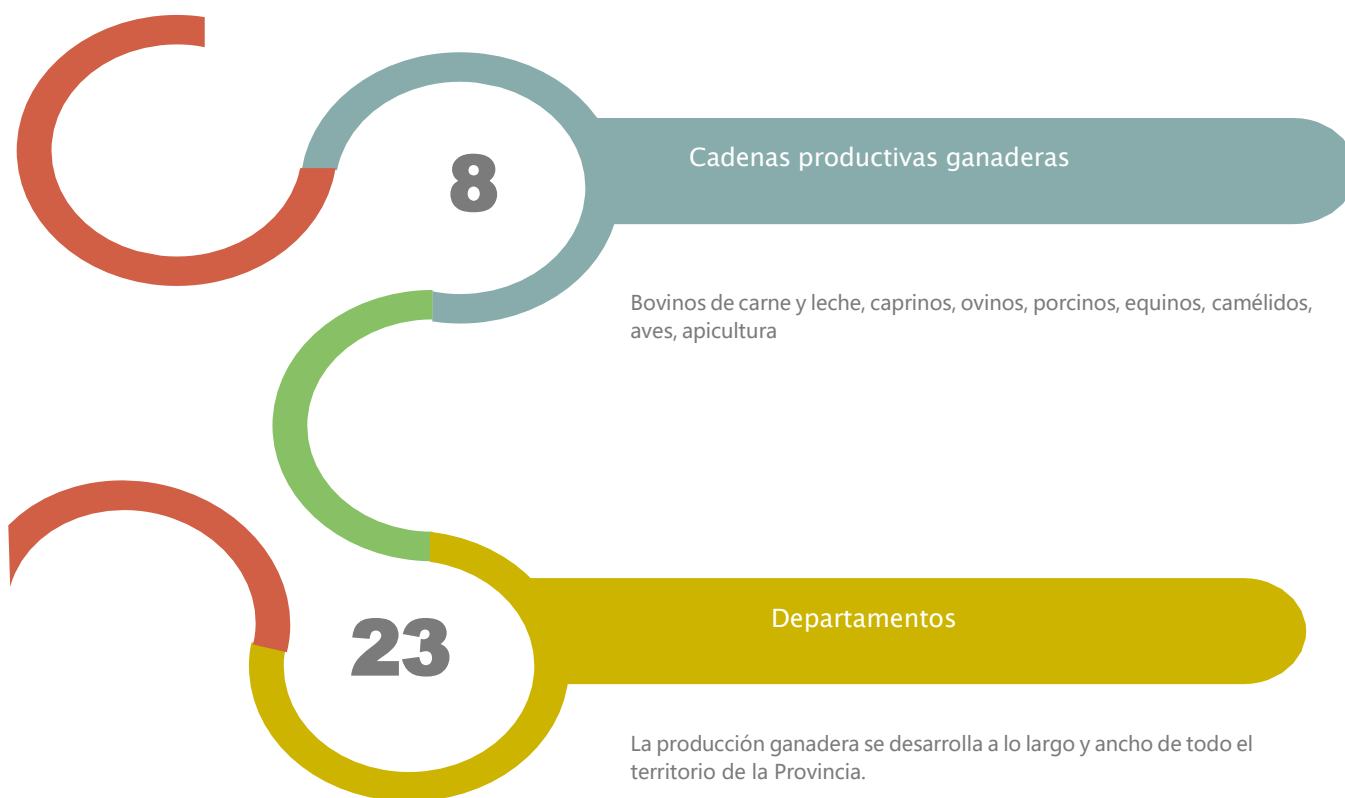 8
Cadenas productivas ganaderas
Bovinos de carne y leche, caprinos, ovinos, porcinos, equinos, camélidos,
aves, apicultura
23
Departamentos
La producción ganadera se desarrolla a lo largo y ancho de todo el
territorio de la Provincia.